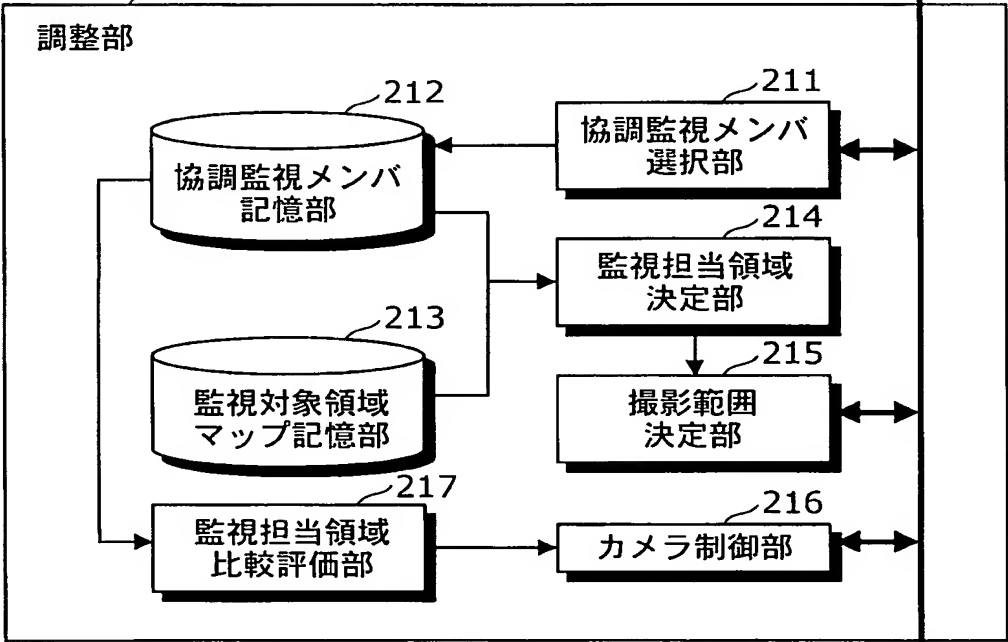 調整部
212
協調監視メンバ
記憶部
211
協調監視メンバ
選択部
214
監視担当領域
決定部
213
監視対象領域
マップ記憶部
215
撮影範囲
決定部
217
監視担当領域
比較評価部
216
カメラ制御部